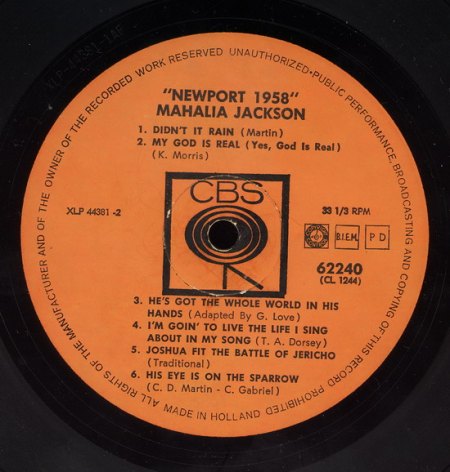 ALL RIGHTS OF THE MANUFACTURER AND OF THE OWNER OF THE RECORDED WORK RESERVED UNAUTHORIZED·PUBLIC PERFORMANCE, BROADCASTING AND COPYING OF THIS RECORD PROHIBITED
"NEWPORT 1958"
MAHALIA JACKSON
1. DIDN'T IT RAIN (Martin)
2. MY GOD IS REAL (Yes, God Is Real)
(K. Morris)
CBS
XLP 44381 -2
33 1/3 RPM
B.I.E.M.
P D
62240
(CL 1244)
3. HE'S GOT THE WHOLE WORLD IN HIS
HANDS (Adapted By G. Love)
4. I'M GOIN' TO LIVE THE LIFE I SING
ABOUT IN MY SONG (T. A. Dorsey)
5. JOSHUA FIT THE BATTLE OF JERICHO
(Traditional)
6. HIS EYE IS ON THE SPARROW
(C. D. Martin - C. Gabriel)
MADE IN HOLLAND